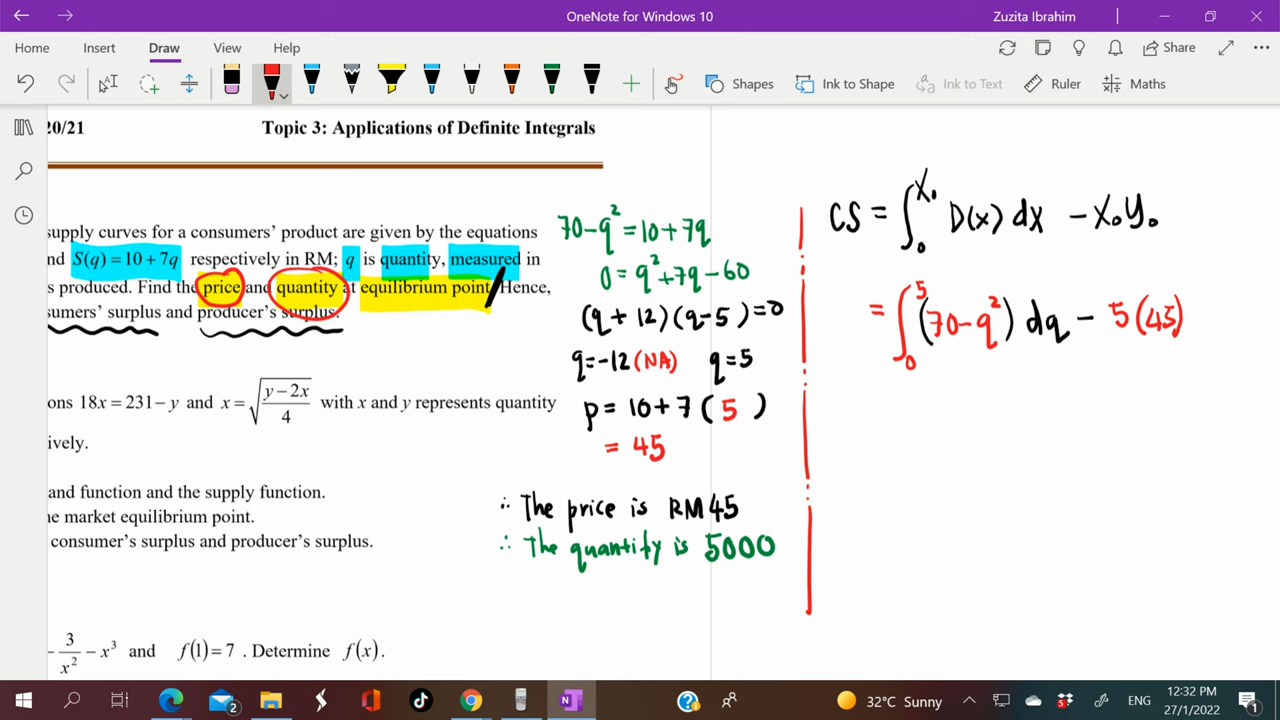 OneNote for Windows 10
Zuzita Ibrahim
Home Insert Draw View Help
Share
Shapes Ink to Shape Ink to Text Ruler Maths
20/21 Topic 3: Applications of Definite Integrals
supply curves for a consumers’ product are given by the equations
nd S(q) = 10 + 7q respectively in RM; q is quantity, measured in
s produced. Find the price and quantity at equilibrium point. Hence,
sumers’ surplus and producer’s surplus.
ons 18x = 231 − y and x = √((y − 2x)/4) with x and y represents quantity
ively.
and function and the supply function.
ne market equilibrium point.
consumer’s surplus and producer’s surplus.
− 3/x² − x³ and f(1) = 7 . Determine f(x).
70 − q² = 10 + 7q
0 = q² + 7q − 60
(q + 12)(q − 5) = 0
q = −12 (NA) q = 5
p = 10 + 7 ( 5 )
= 45
∴ The price is RM 45
∴ The quantity is 5000
CS = ∫₀^X₀ D(x) dx − X₀Y₀
= ∫₀⁵ (70 − q²) dq − 5(45)
2
5
32°C Sunny
ENG
12:32 PM
27/1/2022
1